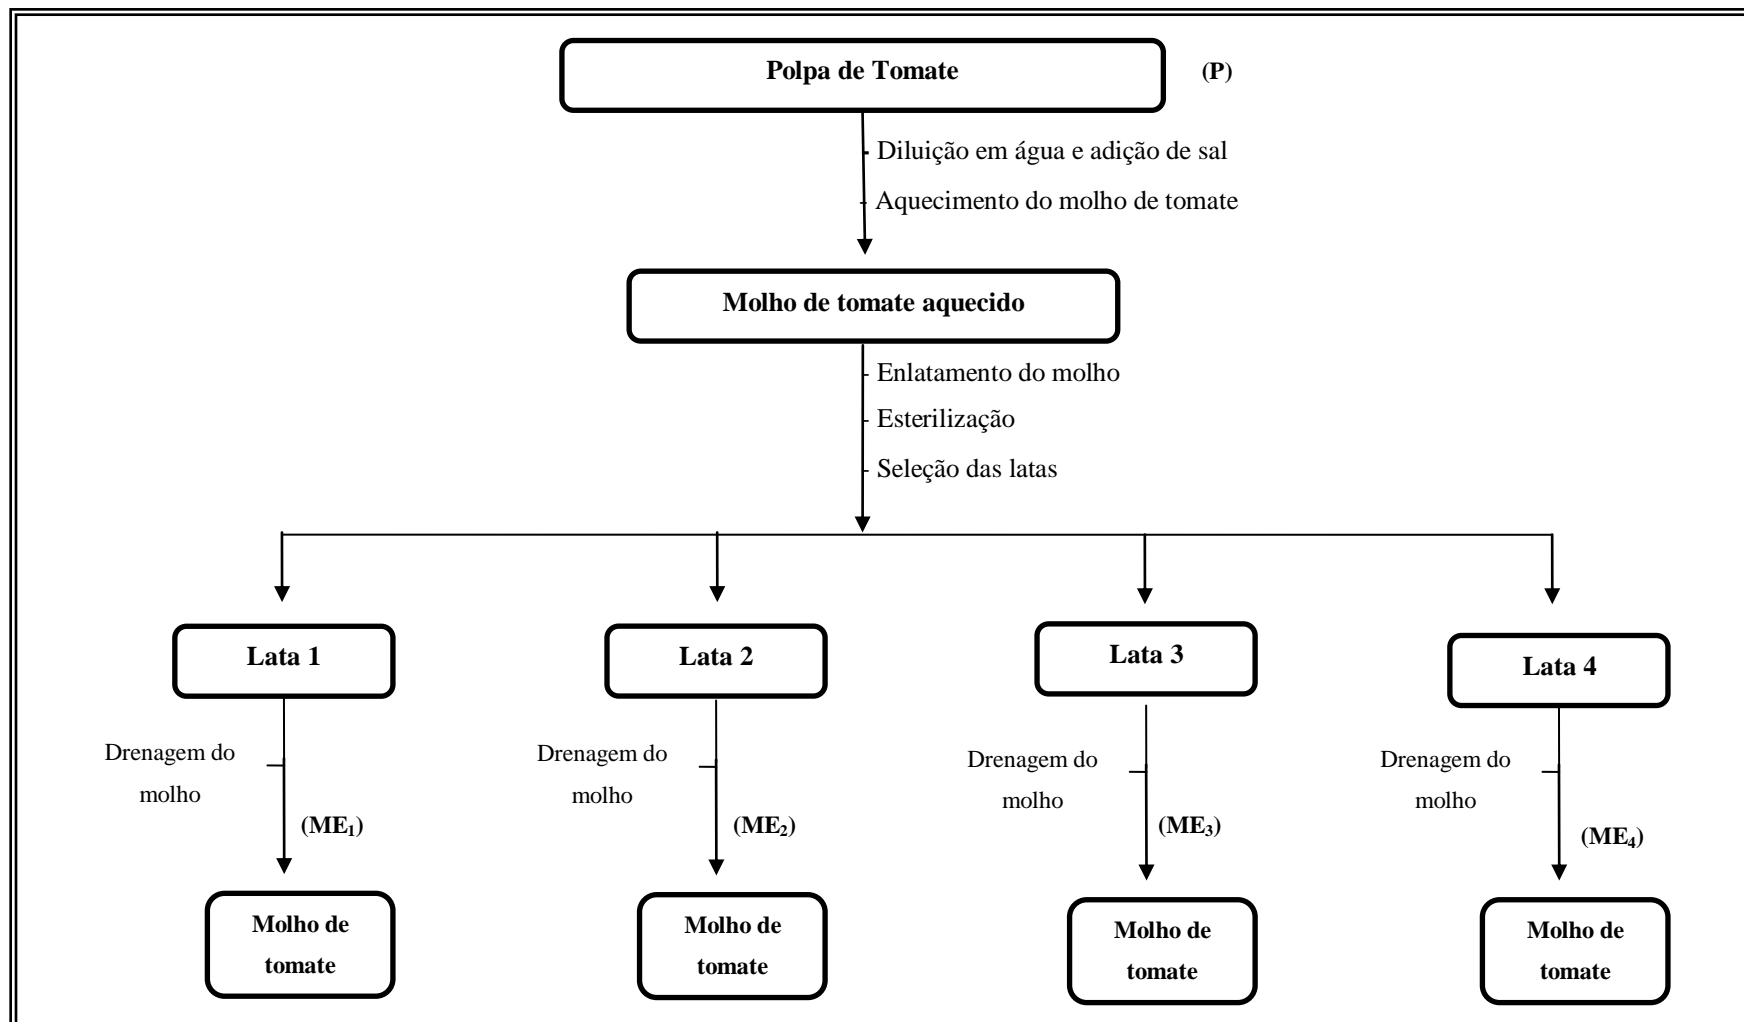 Polpa de Tomate (P)
Diluição em água e adição de sal
Aquecimento do molho de tomate
Molho de tomate aquecido
Enlatamento do molho
Esterilização
Seleção das latas
Lata 1
Lata 2
Lata 3
Lata 4
Drenagem do
molho
(ME₁)
Drenagem do
molho
(ME₂)
Drenagem do
molho
(ME₃)
Drenagem do
molho
(ME₄)
Molho de
tomate
Molho de
tomate
Molho de
tomate
Molho de
tomate